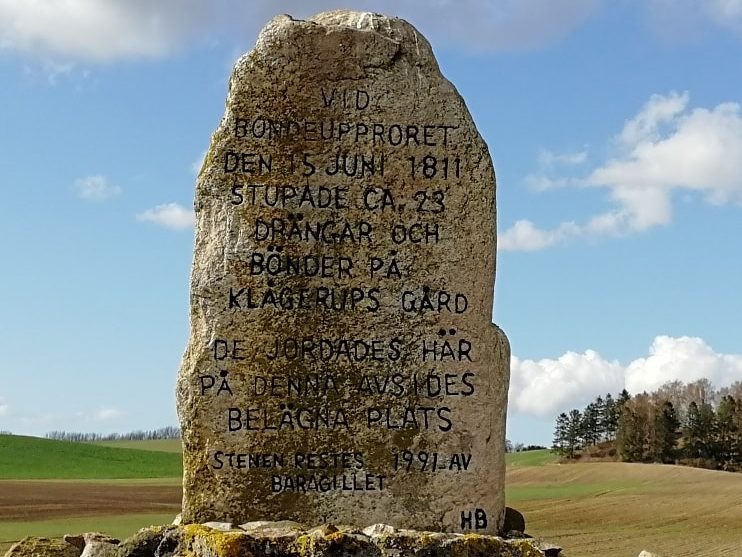 VID
BONDEUPPRORET
DEN 15 JUNI 1811
STUPADE CA. 23
DRÄNGAR OCH
BÖNDER PÅ
KLÅGERUPS GÅRD
DE JORDADES HÄR
PÅ DENNA AVSIDES
BELÄGNA PLATS
STENEN RESTES 1991 AV
BARAGILLET
HB